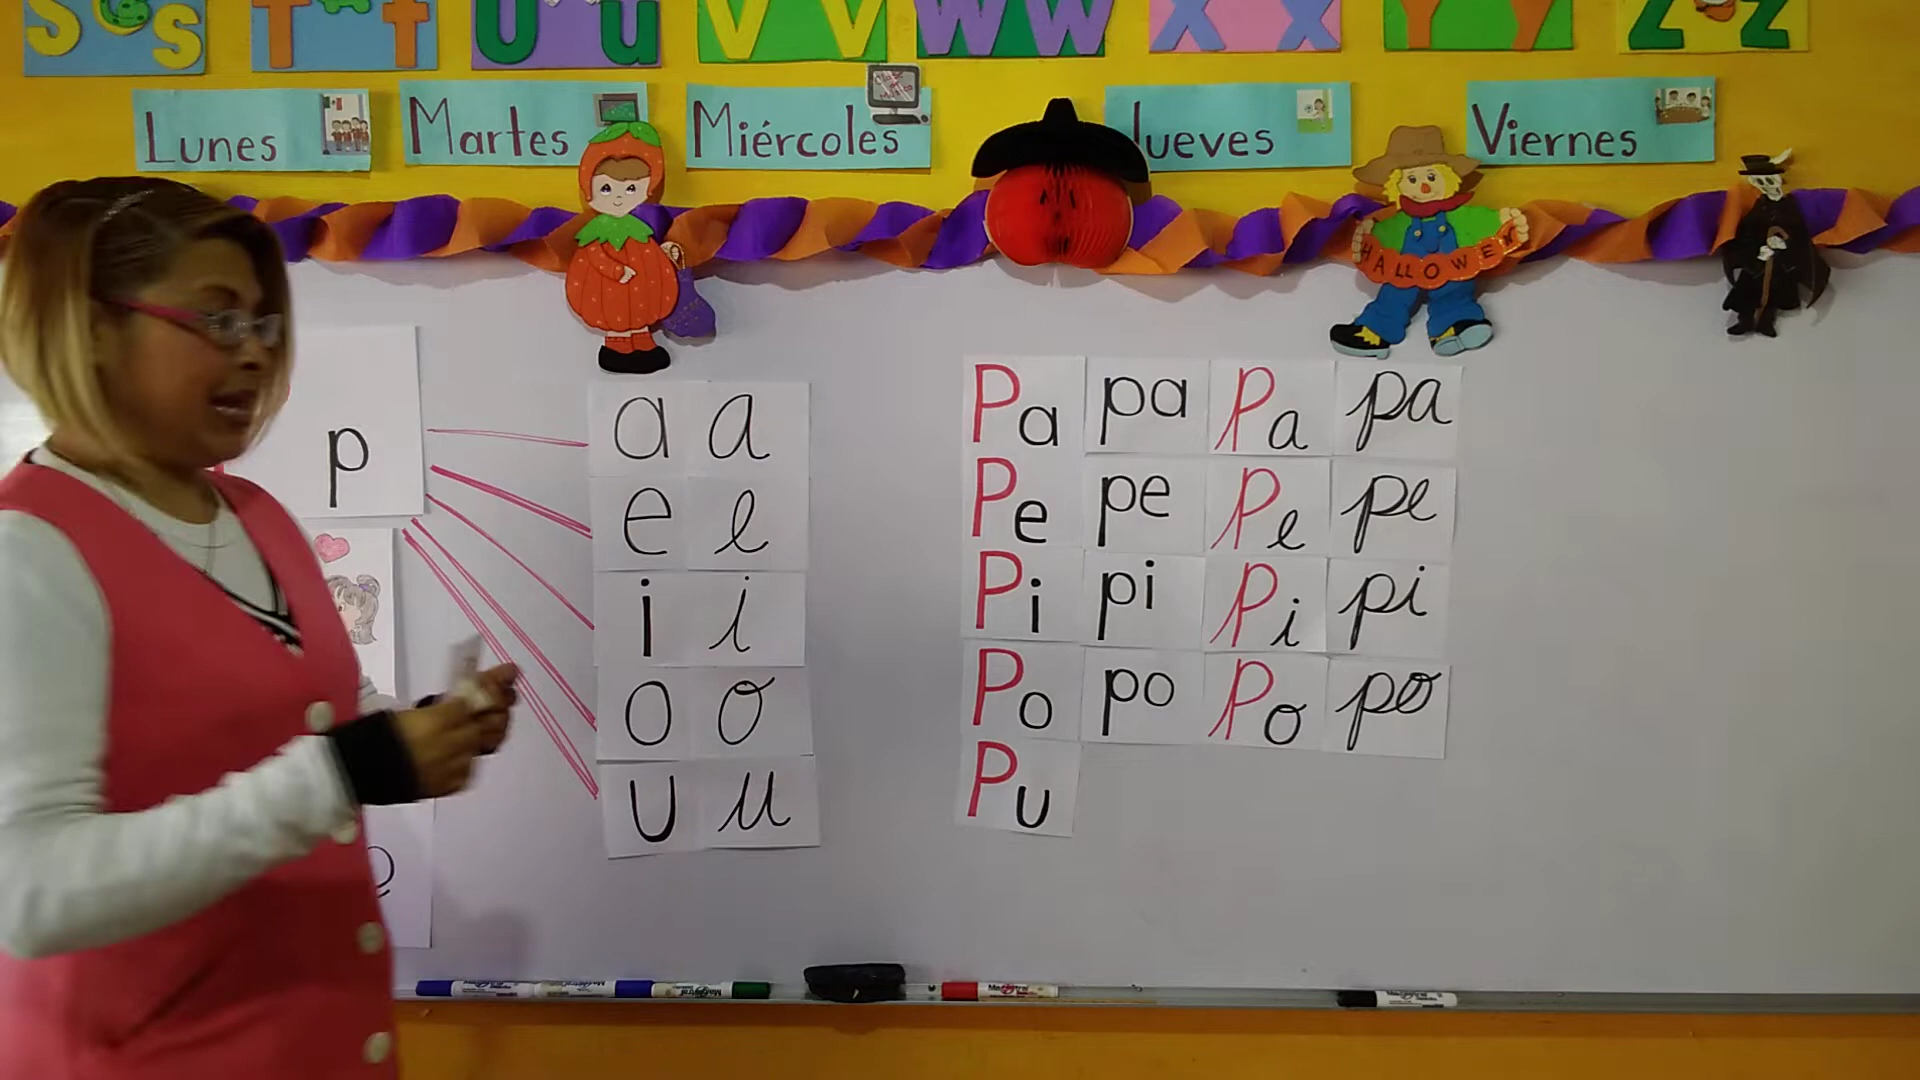 S s T t U u V v W w X x Y y Z z
Lunes Martes Miércoles Jueves Viernes
HALLOWEEN
p
a a
e e
i i
o o
u u
Pa pa Pa pa
Pe pe Pe pe
Pi pi Pi pi
Po po Po po
Pu
e
Magistral